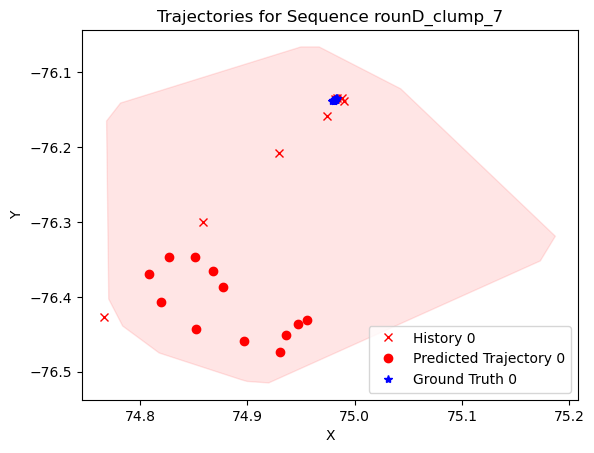 Trajectories for Sequence rounD_clump_7
−76.1
−76.2
−76.3
−76.4
−76.5
Y
History 0
Predicted Trajectory 0
Ground Truth 0
74.8 74.9 75.0 75.1 75.2
X